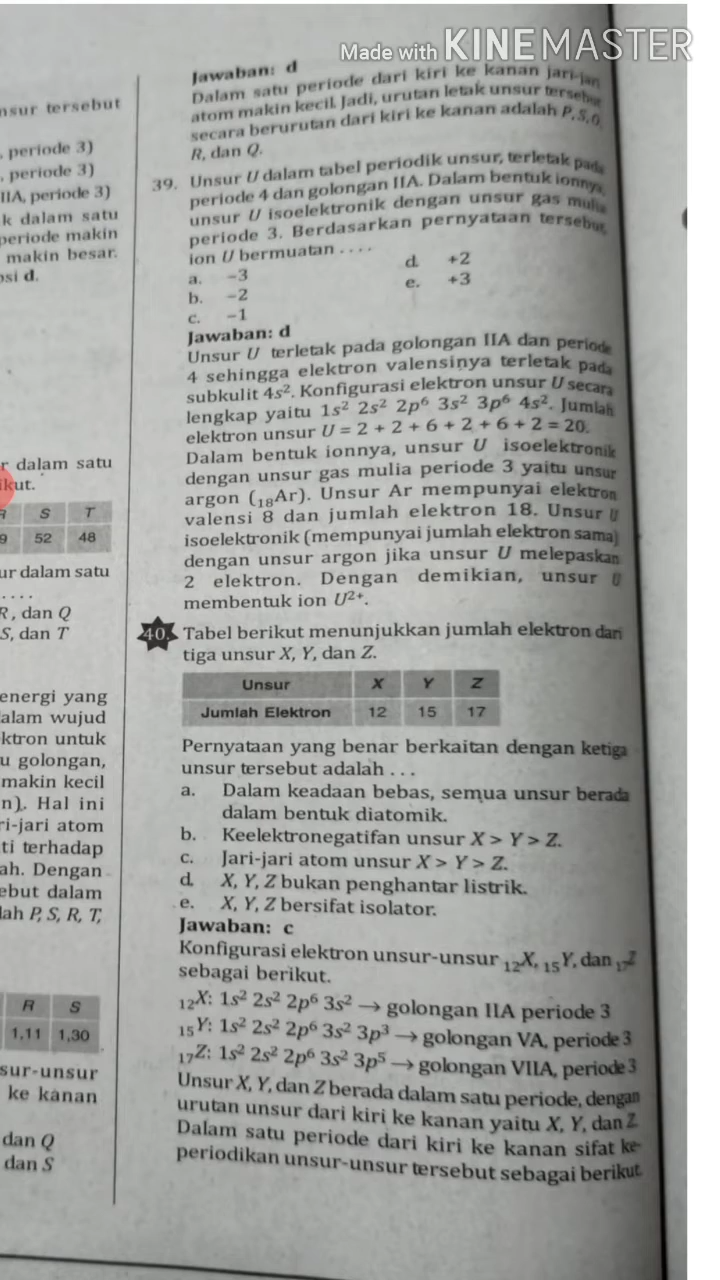 Made with KINEMASTER
nsur tersebut
, periode 3)
, periode 3)
IIA, periode 3)
k dalam satu
periode makin
makin besar.
osi d.
r dalam satu
ikut.
S T
9 52 48
ur dalam satu
. . . .
R, dan Q
S, dan T
energi yang
alam wujud
ktron untuk
u golongan,
makin kecil
n). Hal ini
ri-jari atom
ti terhadap
ah. Dengan
ebut dalam
lah P, S, R, T,
R S
1,11 1,30
sur-unsur
ke kanan
dan Q
dan S
Jawaban: d
Dalam satu periode dari kiri ke kanan jari-jari
atom makin kecil. Jadi, urutan letak unsur tersebut
secara berurutan dari kiri ke kanan adalah P, S,
R, dan Q.
39. Unsur U dalam tabel periodik unsur, terletak pada
periode 4 dan golongan IIA. Dalam bentuk ionnya,
unsur U isoelektronik dengan unsur gas mulia
periode 3. Berdasarkan pernyataan tersebut,
ion U bermuatan . . . .
a. −3 d. +2
b. −2 e. +3
c. −1
Jawaban: d
Unsur U terletak pada golongan IIA dan periode
4 sehingga elektron valensinya terletak pada
subkulit 4s². Konfigurasi elektron unsur U secara
lengkap yaitu 1s² 2s² 2p⁶ 3s² 3p⁶ 4s². Jumlah
elektron unsur U = 2 + 2 + 6 + 2 + 6 + 2 = 20.
Dalam bentuk ionnya, unsur U isoelektronik
dengan unsur gas mulia periode 3 yaitu unsur
argon (₁₈Ar). Unsur Ar mempunyai elektron
valensi 8 dan jumlah elektron 18. Unsur U
isoelektronik (mempunyai jumlah elektron sama)
dengan unsur argon jika unsur U melepaskan
2 elektron. Dengan demikian, unsur U
membentuk ion U²⁺.
40. Tabel berikut menunjukkan jumlah elektron dari
tiga unsur X, Y, dan Z.
Unsur X Y Z
Jumlah Elektron 12 15 17
Pernyataan yang benar berkaitan dengan ketiga
unsur tersebut adalah . . .
a. Dalam keadaan bebas, semua unsur berada
dalam bentuk diatomik.
b. Keelektronegatifan unsur X > Y > Z.
c. Jari-jari atom unsur X > Y > Z.
d. X, Y, Z bukan penghantar listrik.
e. X, Y, Z bersifat isolator.
Jawaban: c
Konfigurasi elektron unsur-unsur ₁₂X, ₁₅Y, dan ₁₇Z
sebagai berikut.
₁₂X: 1s² 2s² 2p⁶ 3s² → golongan IIA periode 3
₁₅Y: 1s² 2s² 2p⁶ 3s² 3p³ → golongan VA, periode 3
₁₇Z: 1s² 2s² 2p⁶ 3s² 3p⁵ → golongan VIIA, periode 3
Unsur X, Y, dan Z berada dalam satu periode, dengan
urutan unsur dari kiri ke kanan yaitu X, Y, dan Z.
Dalam satu periode dari kiri ke kanan sifat ke-
periodikan unsur-unsur tersebut sebagai berikut.